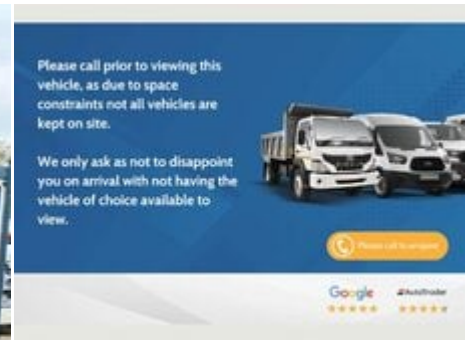 Please call prior to viewing this
vehicle, as due to space
constraints not all vehicles are
kept on site.
We only ask as not to disappoint
you on arrival with not having the
vehicle of choice available to
view.
Please call to enquire
Google
AutoTrader